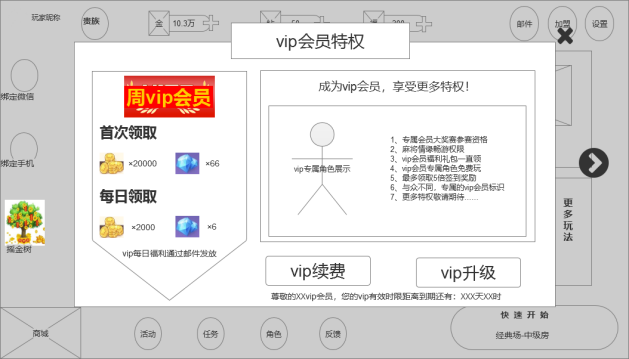 玩家昵称
贵族
金
10.3万
钻
50
邮件
加盟
设置
vip会员特权
周vip会员
首次领取
×20000
×66
每日领取
×2000
×6
vip每日福利通过邮件发放
成为vip会员，享受更多特权！
vip专属角色展示
1、专属会员大奖赛参赛资格
2、麻将情缘畅游权限
3、vip会员福利礼包一直领
4、vip会员专属角色免费玩
5、最多领取5倍签到奖励
6、与众不同，专属的vip会员标识
7、更多特权敬请期待……
vip续费
vip升级
尊敬的XXvip会员，您的vip有效时限距离到期还有：XXX天XX时
绑定微信
绑定手机
摇金树
更多玩法
商城
活动
任务
角色
反馈
快速开始
经典场-中级房